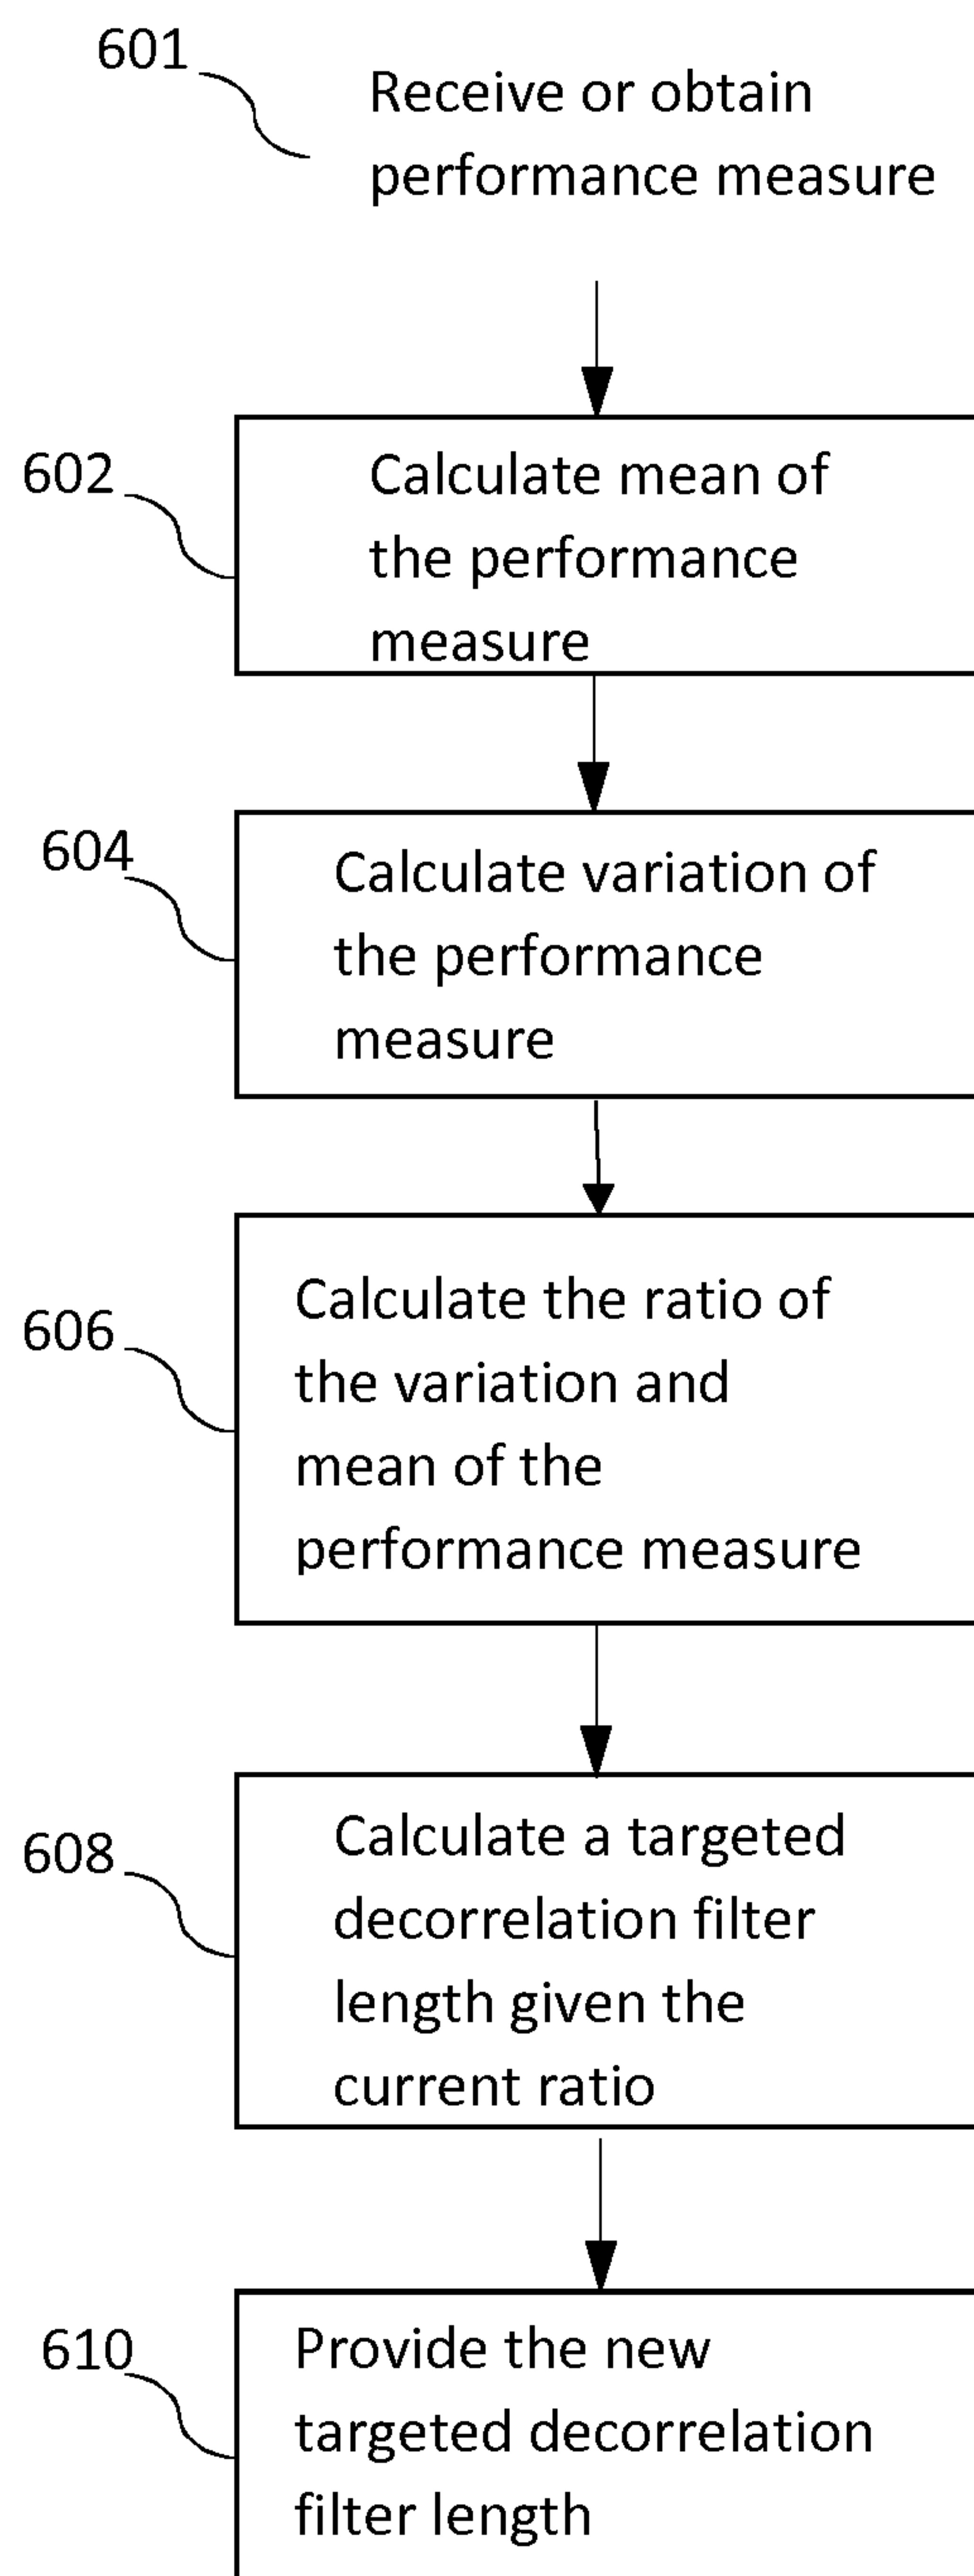 601
Receive or obtain
performance measure
602
Calculate mean of
the performance
measure
604
Calculate variation of
the performance
measure
606
Calculate the ratio of
the variation and
mean of the
performance measure
608
Calculate a targeted
decorrelation filter
length given the
current ratio
610
Provide the new
targeted decorrelation
filter length